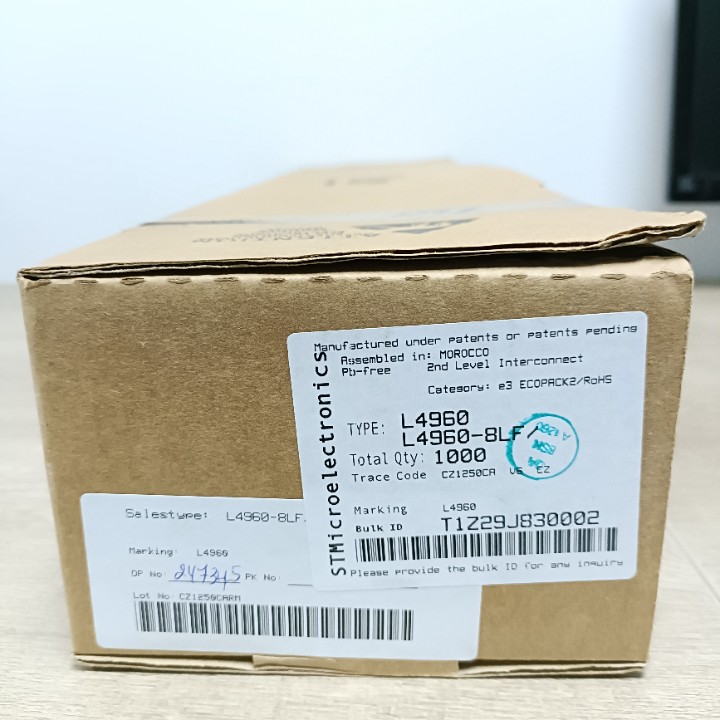 Manufactured under patents or patents pending
Assembled in: MOROCCO
Pb-free 2nd Level Interconnect
Category: e3 ECOPACK2/RoHS
STMicroelectronics
TYPE: L4960
L4960-8LF/
Total Qty: 1000
Trace Code CZ1250CA V6 EZ
Marking L4960
Bulk ID T1Z29J830002
Please provide the bulk ID for any inquiry
Salestype: L4960-8LF
Marking: L4960
OP No: 247345 PK No:
Lot No: CZ1250CARM